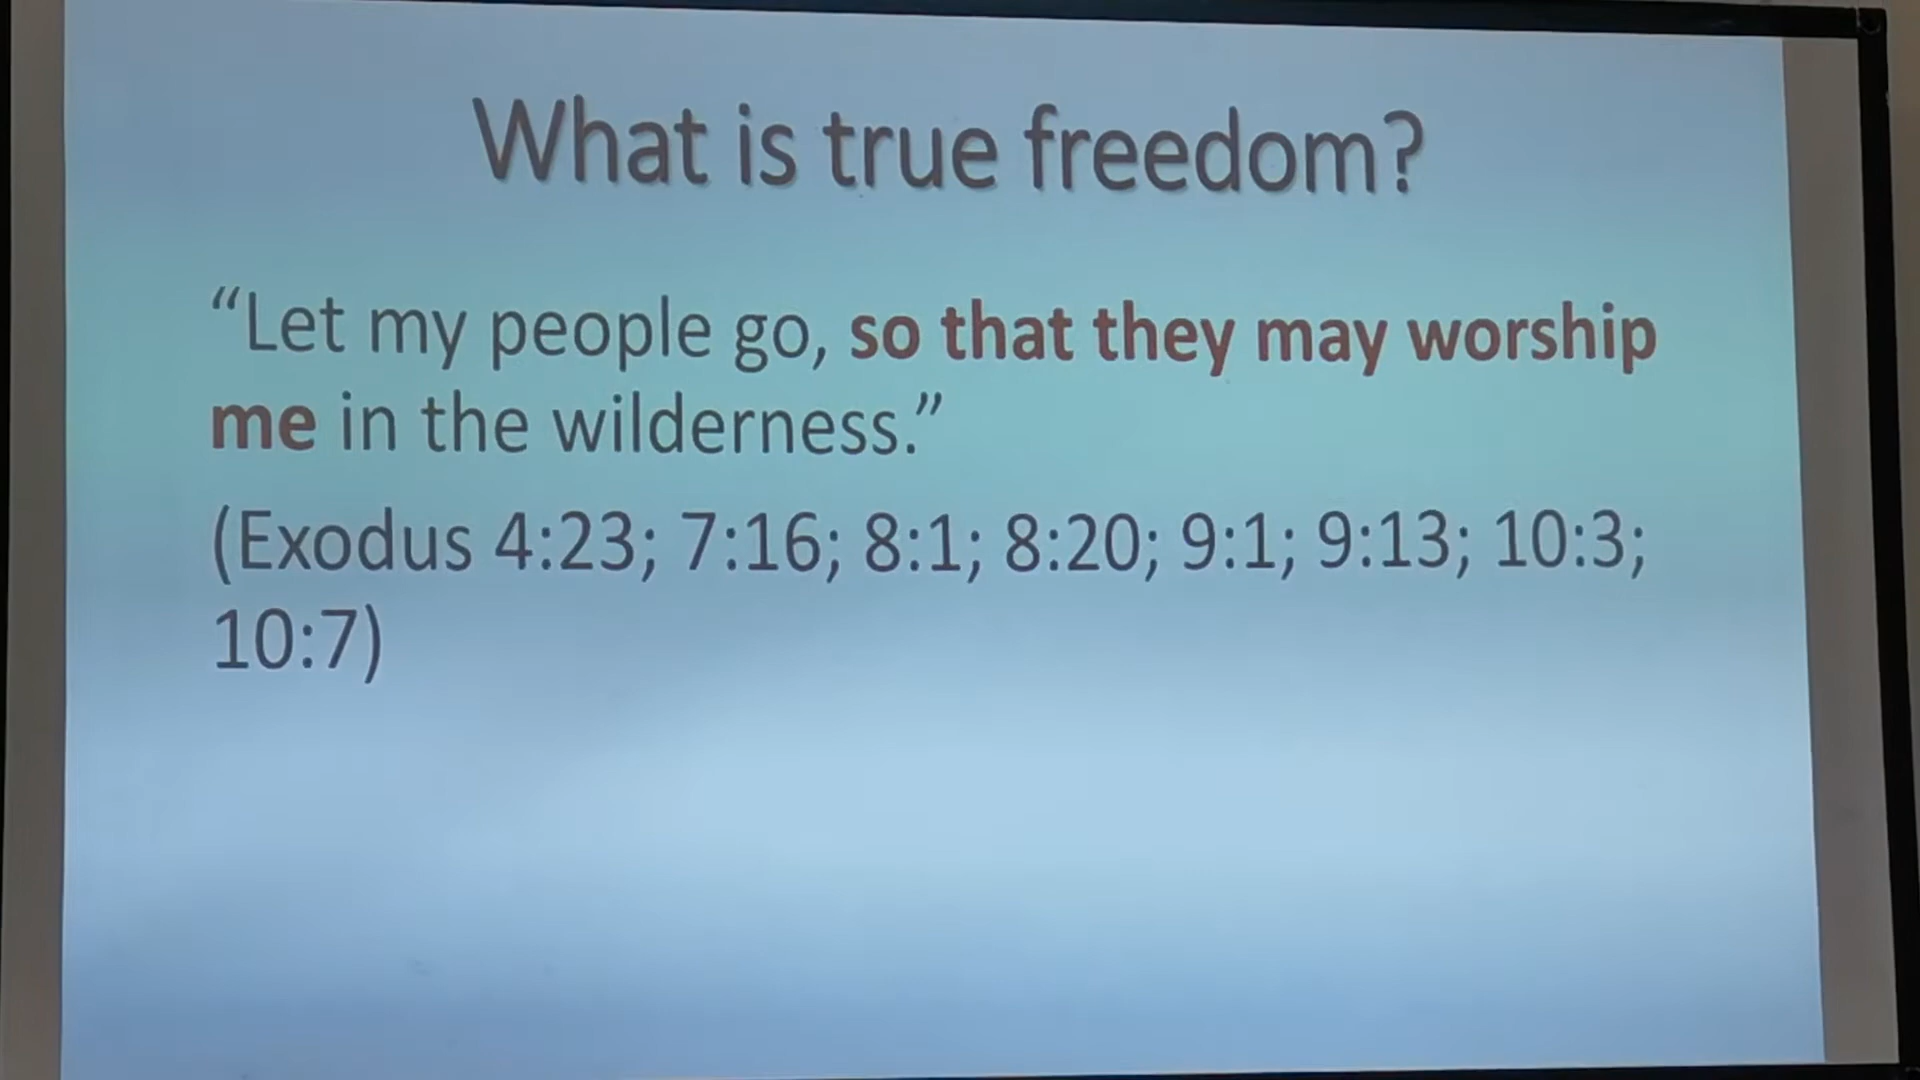 What is true freedom?
“Let my people go, so that they may worship
me in the wilderness.”
(Exodus 4:23; 7:16; 8:1; 8:20; 9:1; 9:13; 10:3;
10:7)